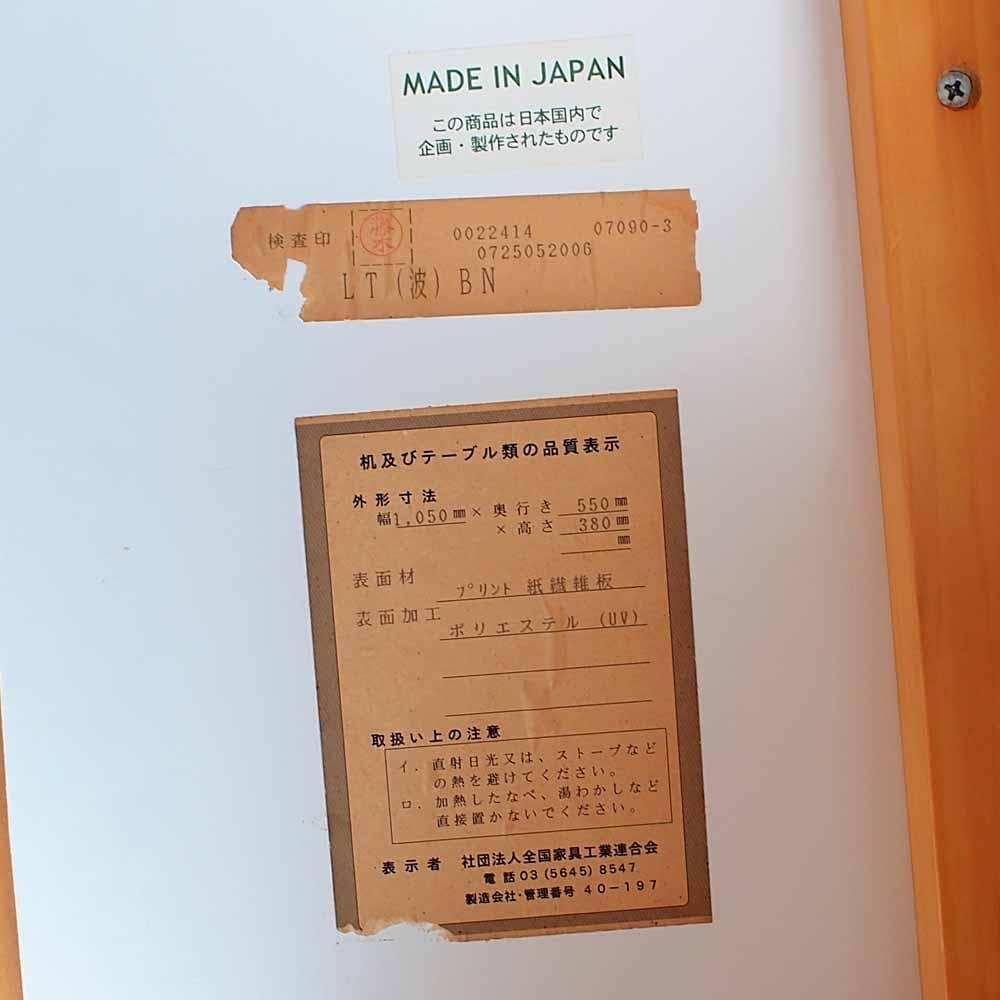 MADE IN JAPAN
この商品は日本国内で
企画・製作されたものです
検査印 0022414 07090-3
0725052006
LT (波) BN
机及びテーブル類の品質表示
外形寸法
幅1,050㎜×奥行き 550㎜
×高さ 380㎜
㎜
表面材 プリント 紙繊維板
表面加工 ポリエステル (UV)
取扱い上の注意
イ. 直射日光又は、ストーブなど
の熱を避けてください。
ロ. 加熱したなべ、湯わかしなど
直接置かないでください。
表示者 社団法人全国家具工業連合会
電話03(5645)8547
製造会社・管理番号 40-197